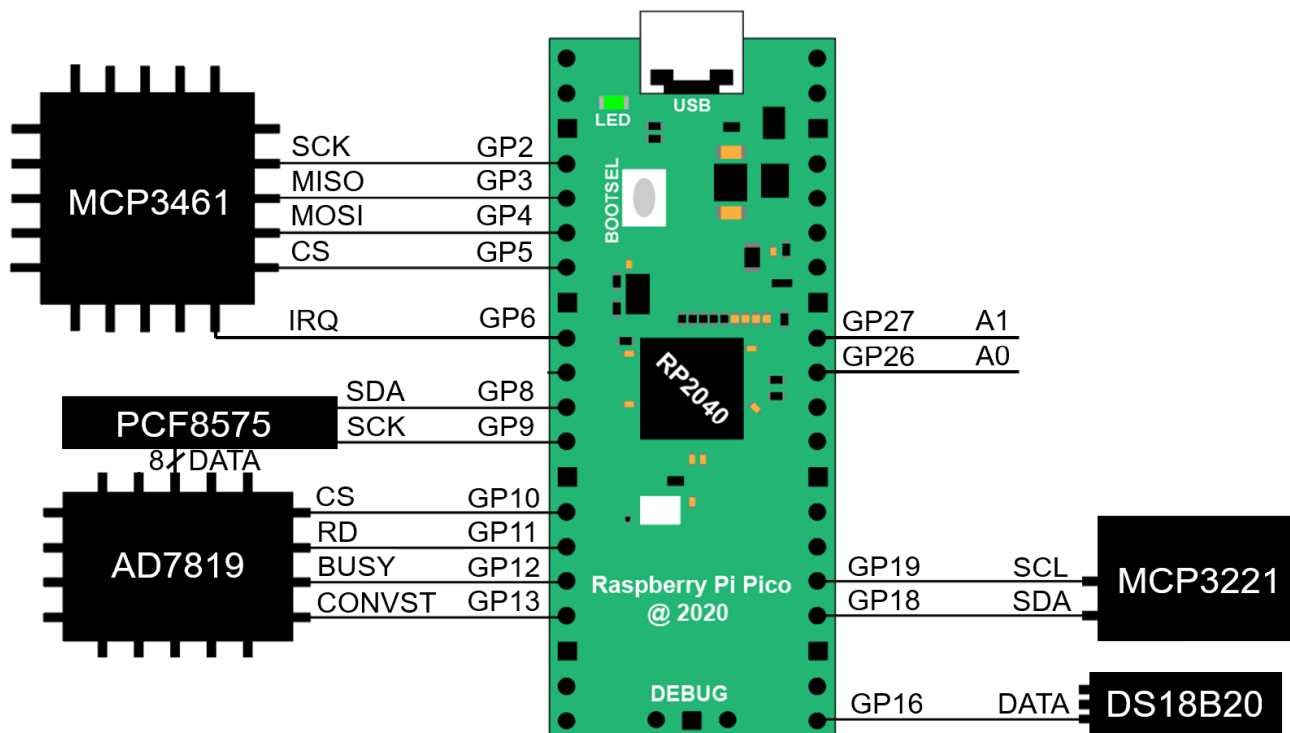 USB
LED
BOOTSEL
MCP3461
SCK GP2
MISO GP3
MOSI GP4
CS GP5
IRQ GP6
GP27 A1
GP26 A0
RP2040
PCF8575
SDA GP8
SCK GP9
8 DATA
AD7819
CS GP10
RD GP11
BUSY GP12
CONVST GP13
Raspberry Pi Pico
@ 2020
GP19 SCL
GP18 SDA
MCP3221
DEBUG
GP16 DATA
DS18B20